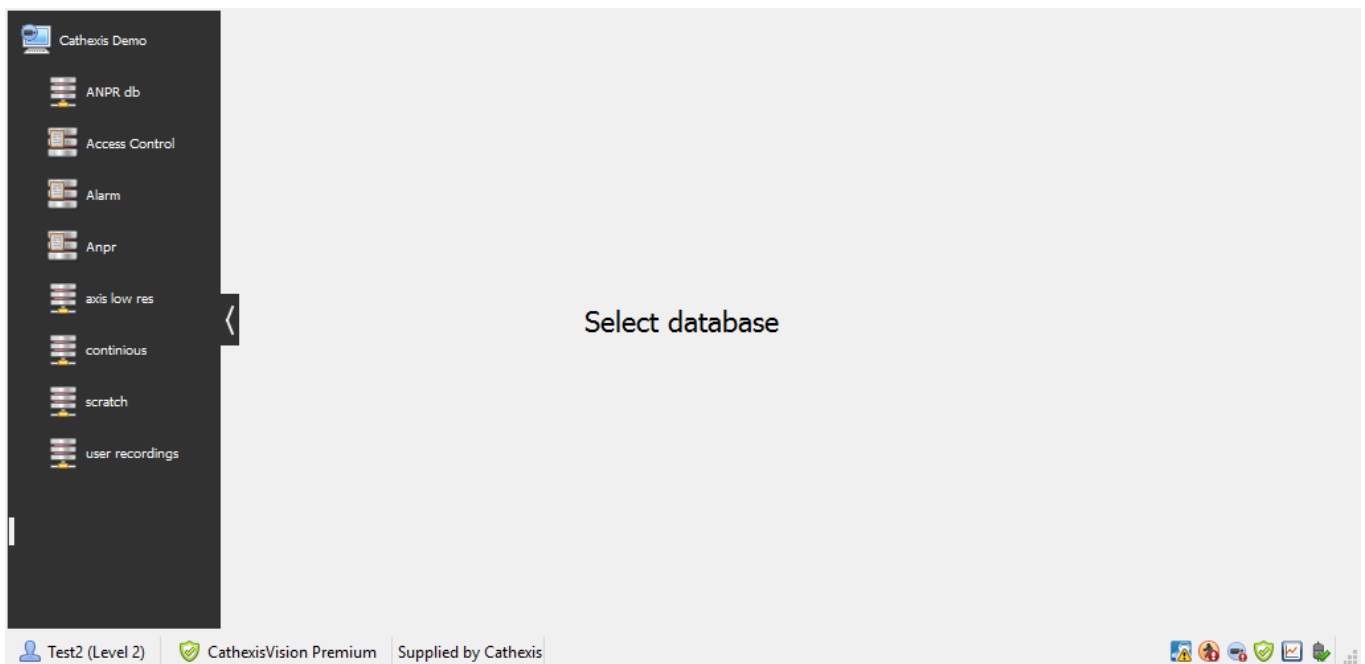 Cathexis Demo
ANPR db
Access Control
Alarm
Anpr
axis low res
continious
scratch
user recordings
Select database
Test2 (Level 2)
CathexisVision Premium
Supplied by Cathexis